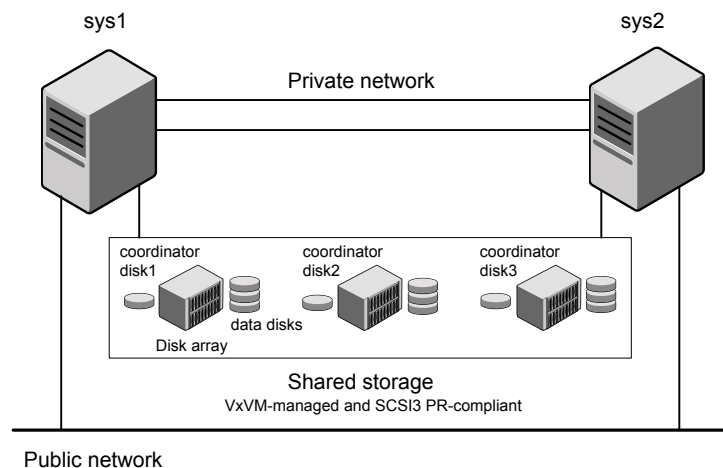 sys1
sys2
Private network
coordinator
disk1
coordinator
disk2
coordinator
disk3
data disks
Disk array
Shared storage
VxVM-managed and SCSI3 PR-compliant
Public network